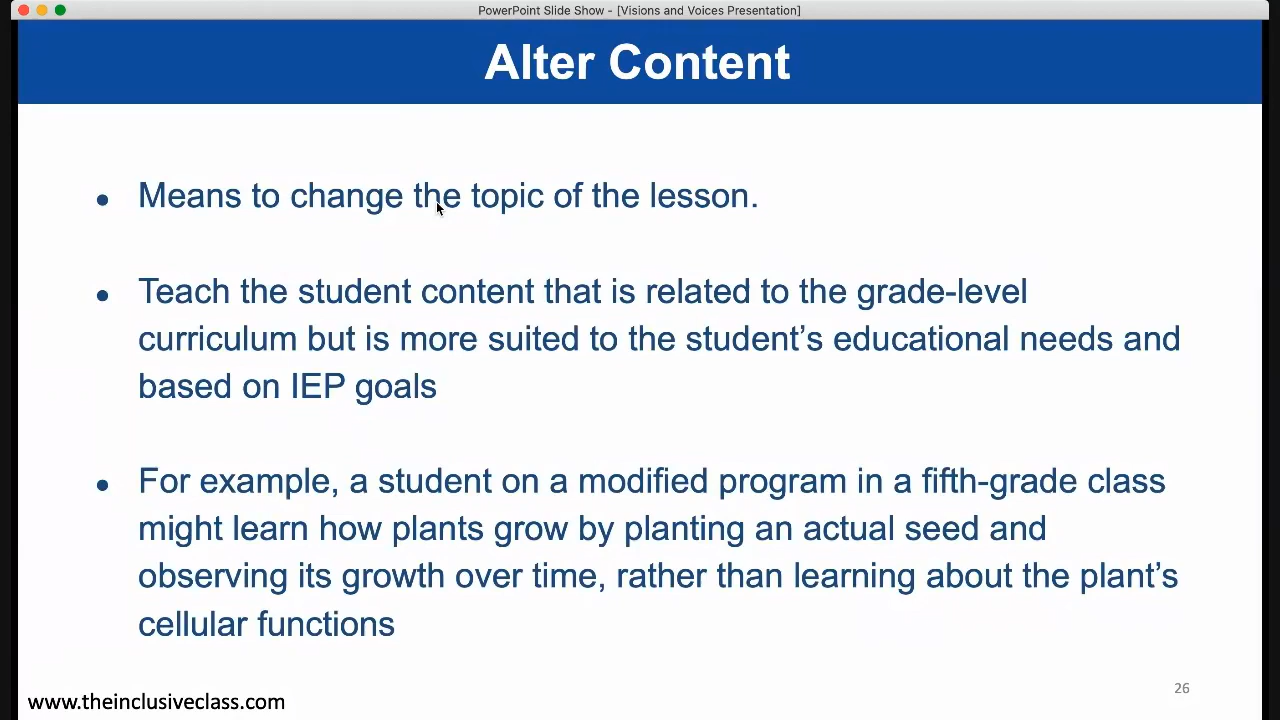 PowerPoint Slide Show - [Visions and Voices Presentation]
Alter Content
• Means to change the topic of the lesson.
• Teach the student content that is related to the grade-level
curriculum but is more suited to the student’s educational needs and
based on IEP goals
• For example, a student on a modified program in a fifth-grade class
might learn how plants grow by planting an actual seed and
observing its growth over time, rather than learning about the plant’s
cellular functions
26
www.theinclusiveclass.com